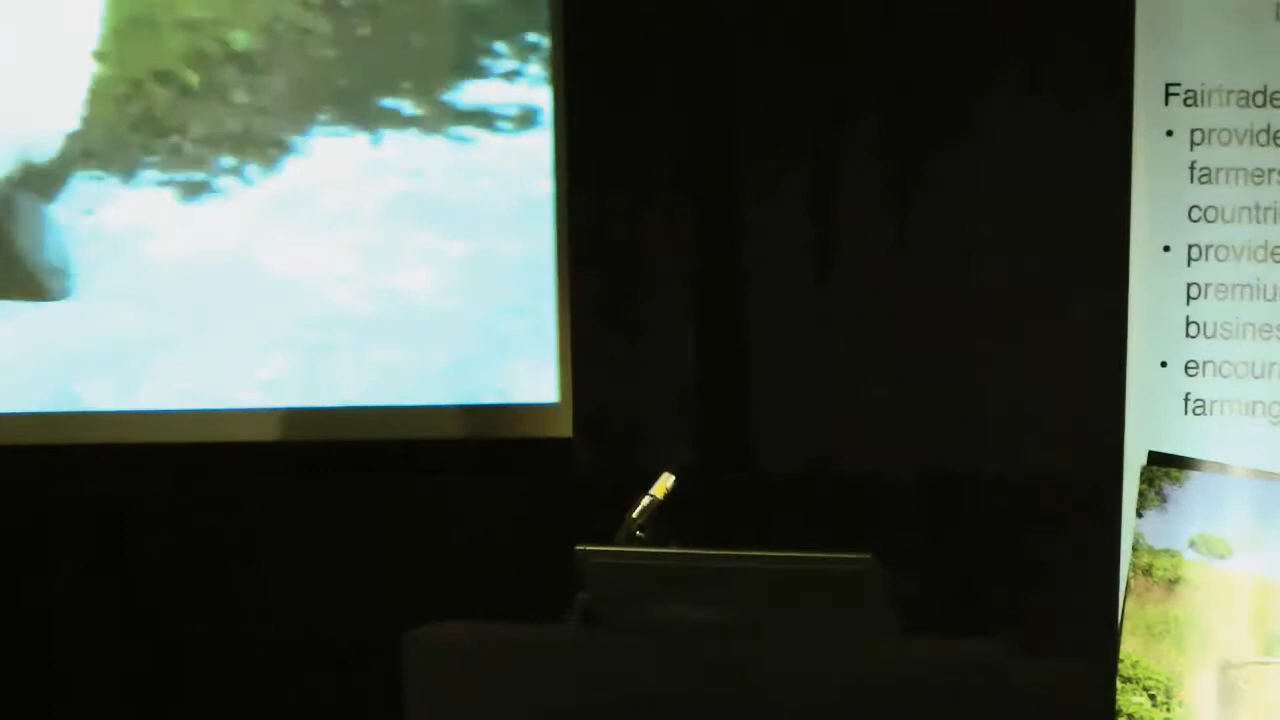 Fairtrade
• provide
farmers
countri
• provide
premiu
busines
• encour
farming